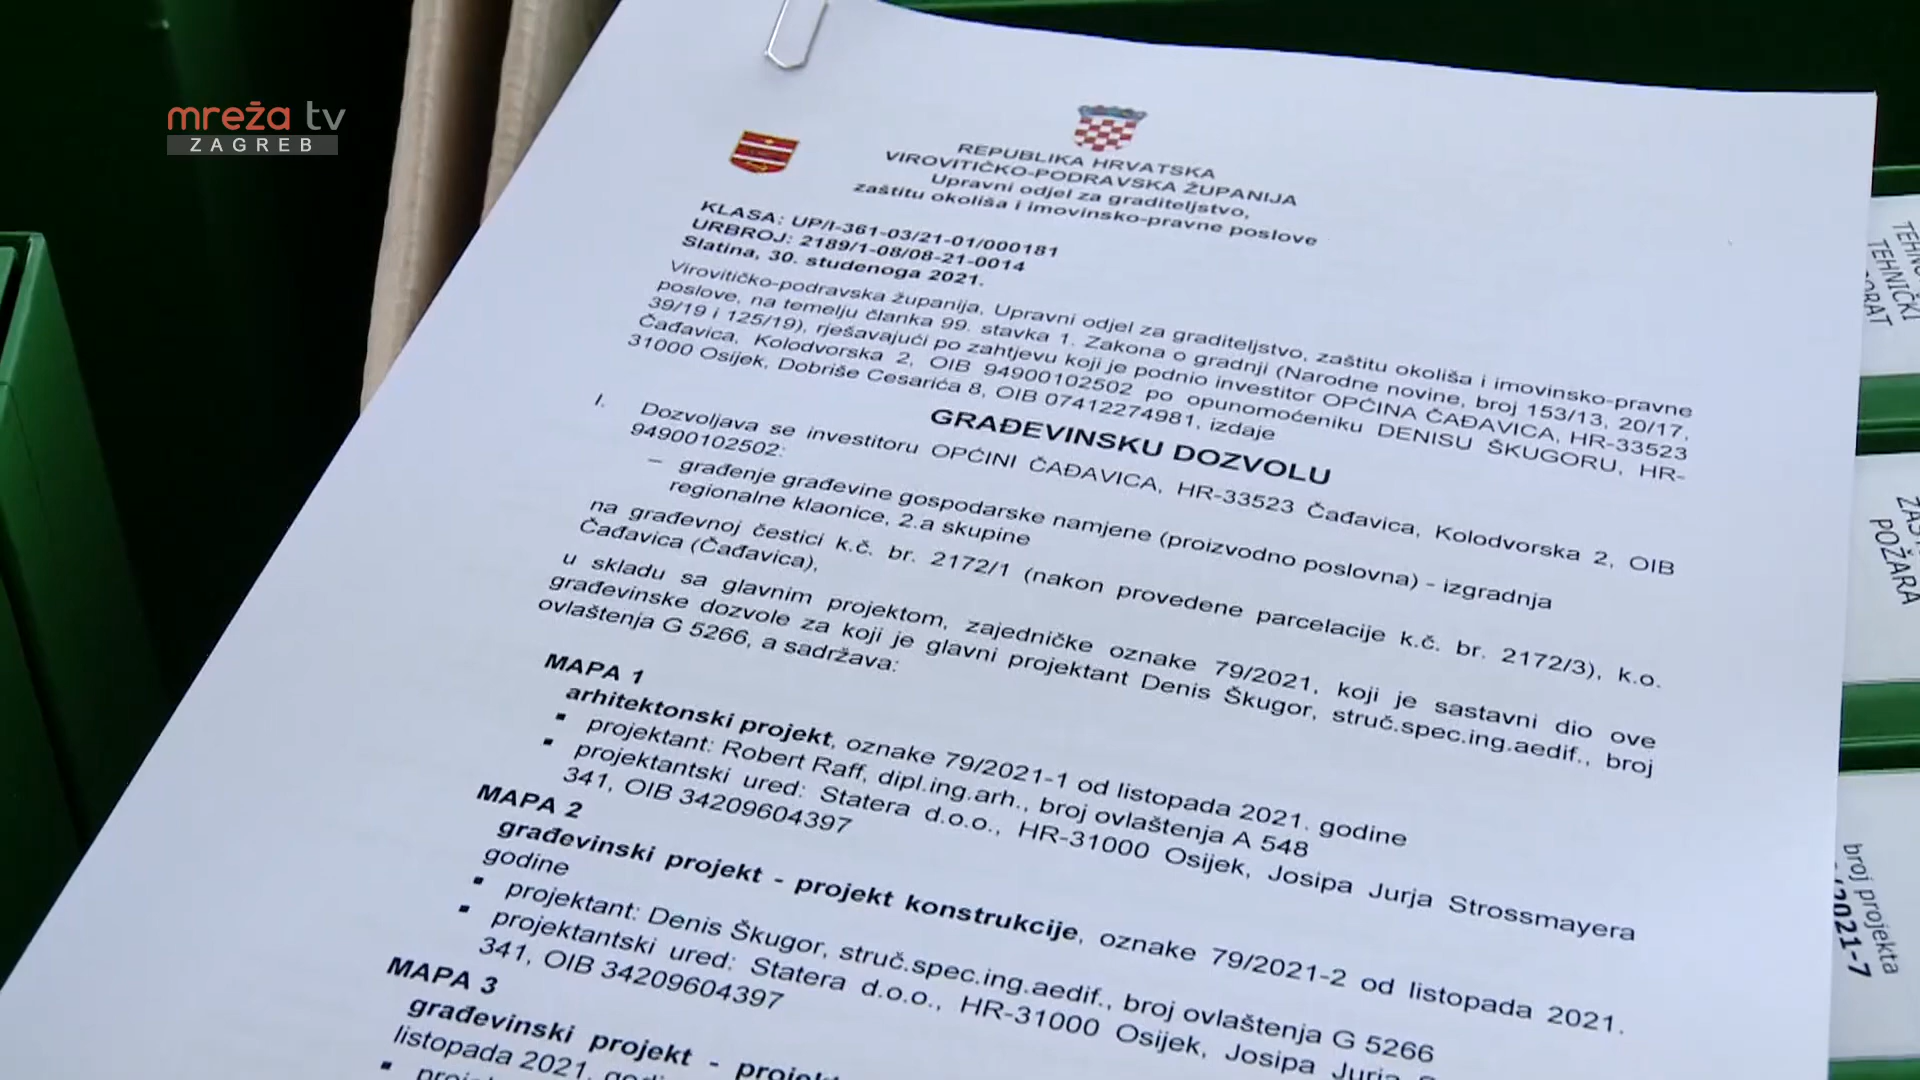 mreža tv
ZAGREB
REPUBLIKA HRVATSKA
VIROVITIČKO-PODRAVSKA ŽUPANIJA
Upravni odjel za graditeljstvo,
zaštitu okoliša i imovinsko-pravne poslove
KLASA: UP/I-361-03/21-01/000181
URBROJ: 2189/1-08/08-21-0014
Slatina, 30. studenoga 2021.
Virovitičko-podravska županija, Upravni odjel za graditeljstvo, zaštitu okoliša i imovinsko-pravne
poslove, na temelju članka 99. stavka 1. Zakona o gradnji (Narodne novine, broj 153/13, 20/17,
39/19 i 125/19), rješavajući po zahtjevu koji je podnio investitor OPĆINA ČAĐAVICA, HR-33523
Čađavica, Kolodvorska 2, OIB 94900102502 po opunomoćeniku DENISU ŠKUGORU, HR-
31000 Osijek, Dobriše Cesarića 8, OIB 07412274981, izdaje
GRAĐEVINSKU DOZVOLU
I. Dozvoljava se investitoru OPĆINI ČAĐAVICA, HR-33523 Čađavica, Kolodvorska 2, OIB
94900102502:
– građenje građevine gospodarske namjene (proizvodno poslovna) - izgradnja
regionalne klaonice, 2.a skupine
na građevnoj čestici k.č. br. 2172/1 (nakon provedene parcelacije k.č. br. 2172/3), k.o.
Čađavica (Čađavica),
u skladu sa glavnim projektom, zajedničke oznake 79/2021, koji je sastavni dio ove
građevinske dozvole za koji je glavni projektant Denis Škugor, struč.spec.ing.aedif., broj
ovlaštenja G 5266, a sadržava:
MAPA 1
arhitektonski projekt, oznake 79/2021-1 od listopada 2021. godine
▪ projektant: Robert Raff, dipl.ing.arh., broj ovlaštenja A 548
▪ projektantski ured: Statera d.o.o., HR-31000 Osijek, Josipa Jurja Strossmayera
341, OIB 34209604397
MAPA 2
građevinski projekt - projekt konstrukcije, oznake 79/2021-2 od listopada 2021.
godine
▪ projektant: Denis Škugor, struč.spec.ing.aedif., broj ovlaštenja G 5266
▪ projektantski ured: Statera d.o.o., HR-31000 Osijek, Josipa Jurja
341, OIB 34209604397
MAPA 3
građevinski projekt -
listopada 2021.
TEHNIČKI
POŽARA
broj projekta
2021-7